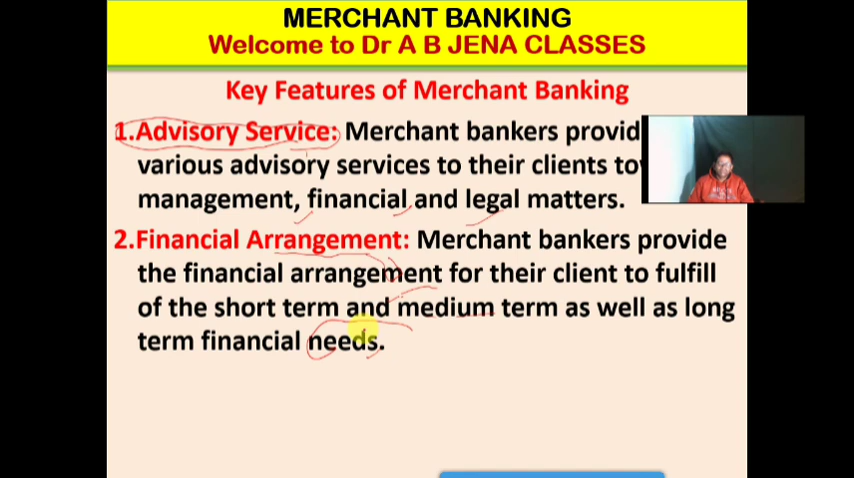 MERCHANT BANKING
Welcome to Dr A B JENA CLASSES
Key Features of Merchant Banking
1.Advisory Service: Merchant bankers provid
various advisory services to their clients to
management, financial and legal matters.
2.Financial Arrangement: Merchant bankers provide
the financial arrangement for their client to fulfill
of the short term and medium term as well as long
term financial needs.